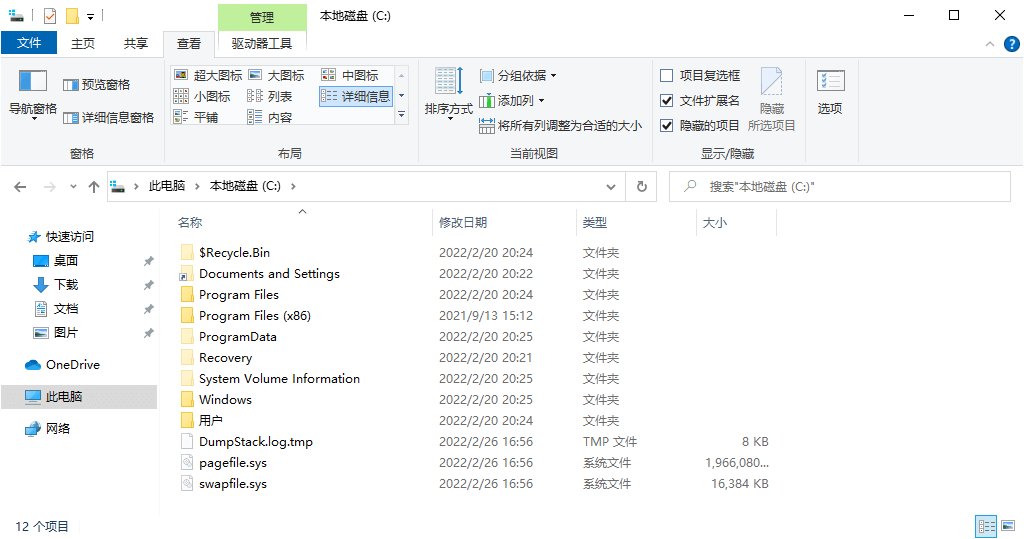 管理 本地磁盘 (C:)
文件 主页 共享 查看 驱动器工具
导航窗格 预览窗格 详细信息窗格
窗格
超大图标 大图标 中图标
小图标 列表 详细信息
平铺 内容
布局
排序方式 分组依据 添加列 将所有列调整为合适的大小
当前视图
项目复选框
文件扩展名
隐藏的项目
隐藏
所选项目
显示/隐藏
选项
此电脑 本地磁盘 (C:) 搜索"本地磁盘 (C:)"
快速访问
桌面
下载
文档
图片
OneDrive
此电脑
网络
名称 修改日期 类型 大小
$Recycle.Bin 2022/2/20 20:24 文件夹
Documents and Settings 2022/2/20 20:22 文件夹
Program Files 2022/2/20 20:24 文件夹
Program Files (x86) 2021/9/13 15:12 文件夹
ProgramData 2022/2/20 20:25 文件夹
Recovery 2022/2/20 20:21 文件夹
System Volume Information 2022/2/20 20:25 文件夹
Windows 2022/2/20 20:25 文件夹
用户 2022/2/20 20:24 文件夹
DumpStack.log.tmp 2022/2/26 16:56 TMP 文件 8 KB
pagefile.sys 2022/2/26 16:56 系统文件 1,966,080...
swapfile.sys 2022/2/26 16:56 系统文件 16,384 KB
12 个项目